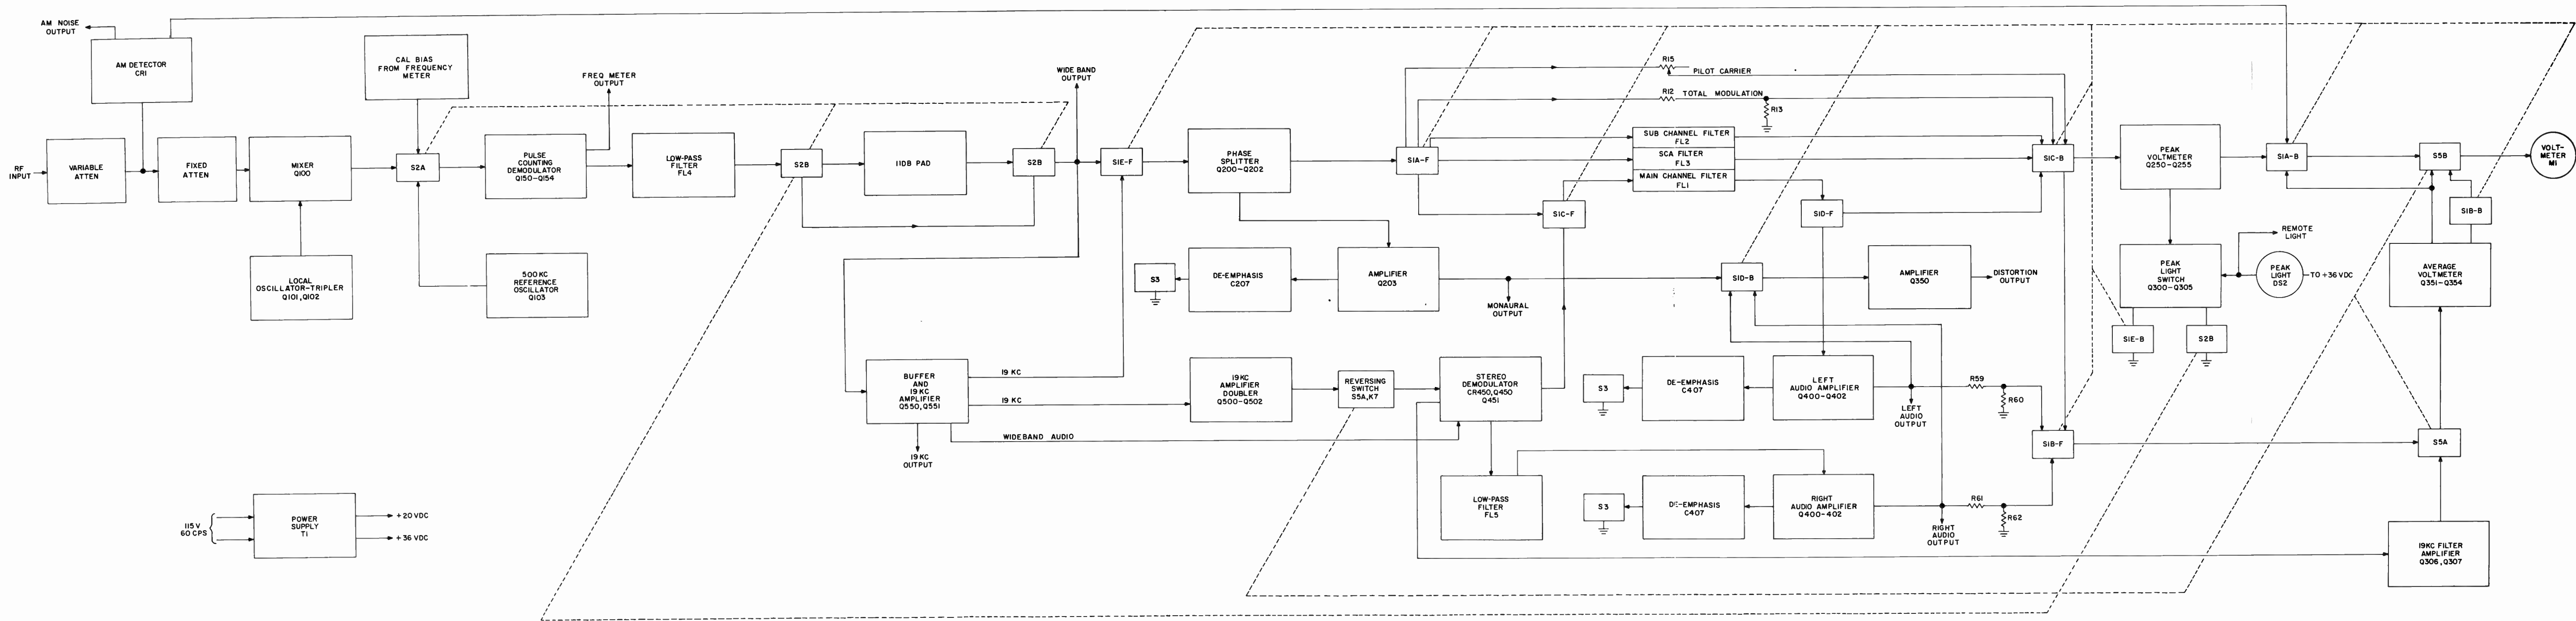 AM NOISE
OUTPUT
AM DETECTOR
CR1
CAL BIAS
FROM FREQUENCY
METER
FREQ METER
OUTPUT
WIDE BAND
OUTPUT
R15
PILOT CARRIER
R12
TOTAL MODULATION
R13
RF
INPUT
VARIABLE
ATTEN
FIXED
ATTEN
MIXER
Q100
S2A
PULSE
COUNTING
DEMODULATOR
Q150-Q154
LOW-PASS
FILTER
FL4
S2B
11DB PAD
S2B
S1E-F
PHASE
SPLITTER
Q200-Q202
S1A-F
SUB CHANNEL FILTER
FL2
SCA FILTER
FL3
MAIN CHANNEL FILTER
FL1
S1C-B
PEAK
VOLTMETER
Q250-Q255
S1A-B
S5B
VOLT-
METER
M1
S1C-F
S1D-F
S1B-B
LOCAL
OSCILLATOR-TRIPLER
Q101,Q102
500KC
REFERENCE
OSCILLATOR
Q103
S3
DE-EMPHASIS
C207
AMPLIFIER
Q203
MONAURAL
OUTPUT
S1D-B
AMPLIFIER
Q350
DISTORTION
OUTPUT
PEAK
LIGHT
SWITCH
Q300-Q305
REMOTE
LIGHT
PEAK
LIGHT
DS2
TO +36 VDC
AVERAGE
VOLTMETER
Q351-Q354
S1E-B
S2B
BUFFER
AND
19KC
AMPLIFIER
Q550,Q551
19 KC
19 KC
WIDEBAND AUDIO
19 KC
OUTPUT
19KC
AMPLIFIER
DOUBLER
Q500-Q502
REVERSING
SWITCH
S5A,K7
STEREO
DEMODULATOR
CR450,Q450
Q451
S3
DE-EMPHASIS
C407
LEFT
AUDIO AMPLIFIER
Q400-Q402
LEFT
AUDIO
OUTPUT
R59
R60
S1B-F
S5A
LOW-PASS
FILTER
FL5
S3
DE-EMPHASIS
C407
RIGHT
AUDIO AMPLIFIER
Q400-402
RIGHT
AUDIO
OUTPUT
R61
R62
19KC FILTER
AMPLIFIER
Q306,Q307
115 V
60 CPS
POWER
SUPPLY
T1
+20 VDC
+36 VDC